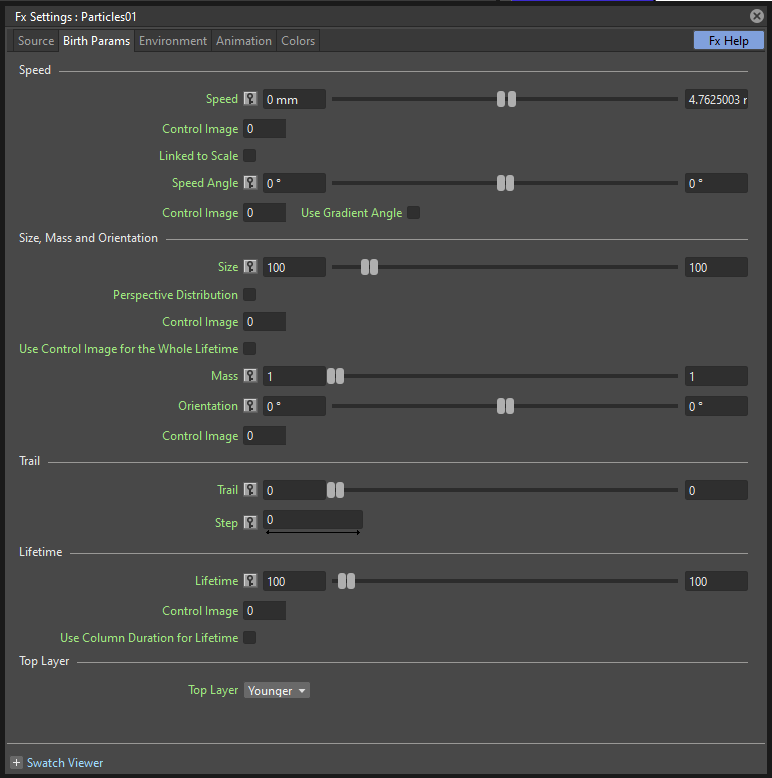 Fx Settings : Particles01
Source Birth Params Environment Animation Colors Fx Help
Speed
Speed 0 mm 4.7625003 r
Control Image 0
Linked to Scale
Speed Angle 0 ° 0 °
Control Image 0 Use Gradient Angle
Size, Mass and Orientation
Size 100 100
Perspective Distribution
Control Image 0
Use Control Image for the Whole Lifetime
Mass 1 1
Orientation 0 ° 0 °
Control Image 0
Trail
Trail 0 0
Step 0
Lifetime
Lifetime 100 100
Control Image 0
Use Column Duration for Lifetime
Top Layer
Top Layer Younger
Swatch Viewer